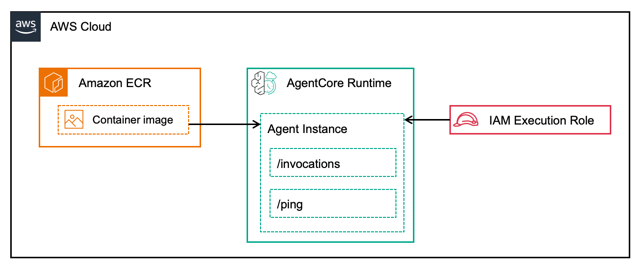 aws
AWS Cloud
Amazon ECR
Container image
AgentCore Runtime
Agent Instance
/invocations
/ping
IAM Execution Role